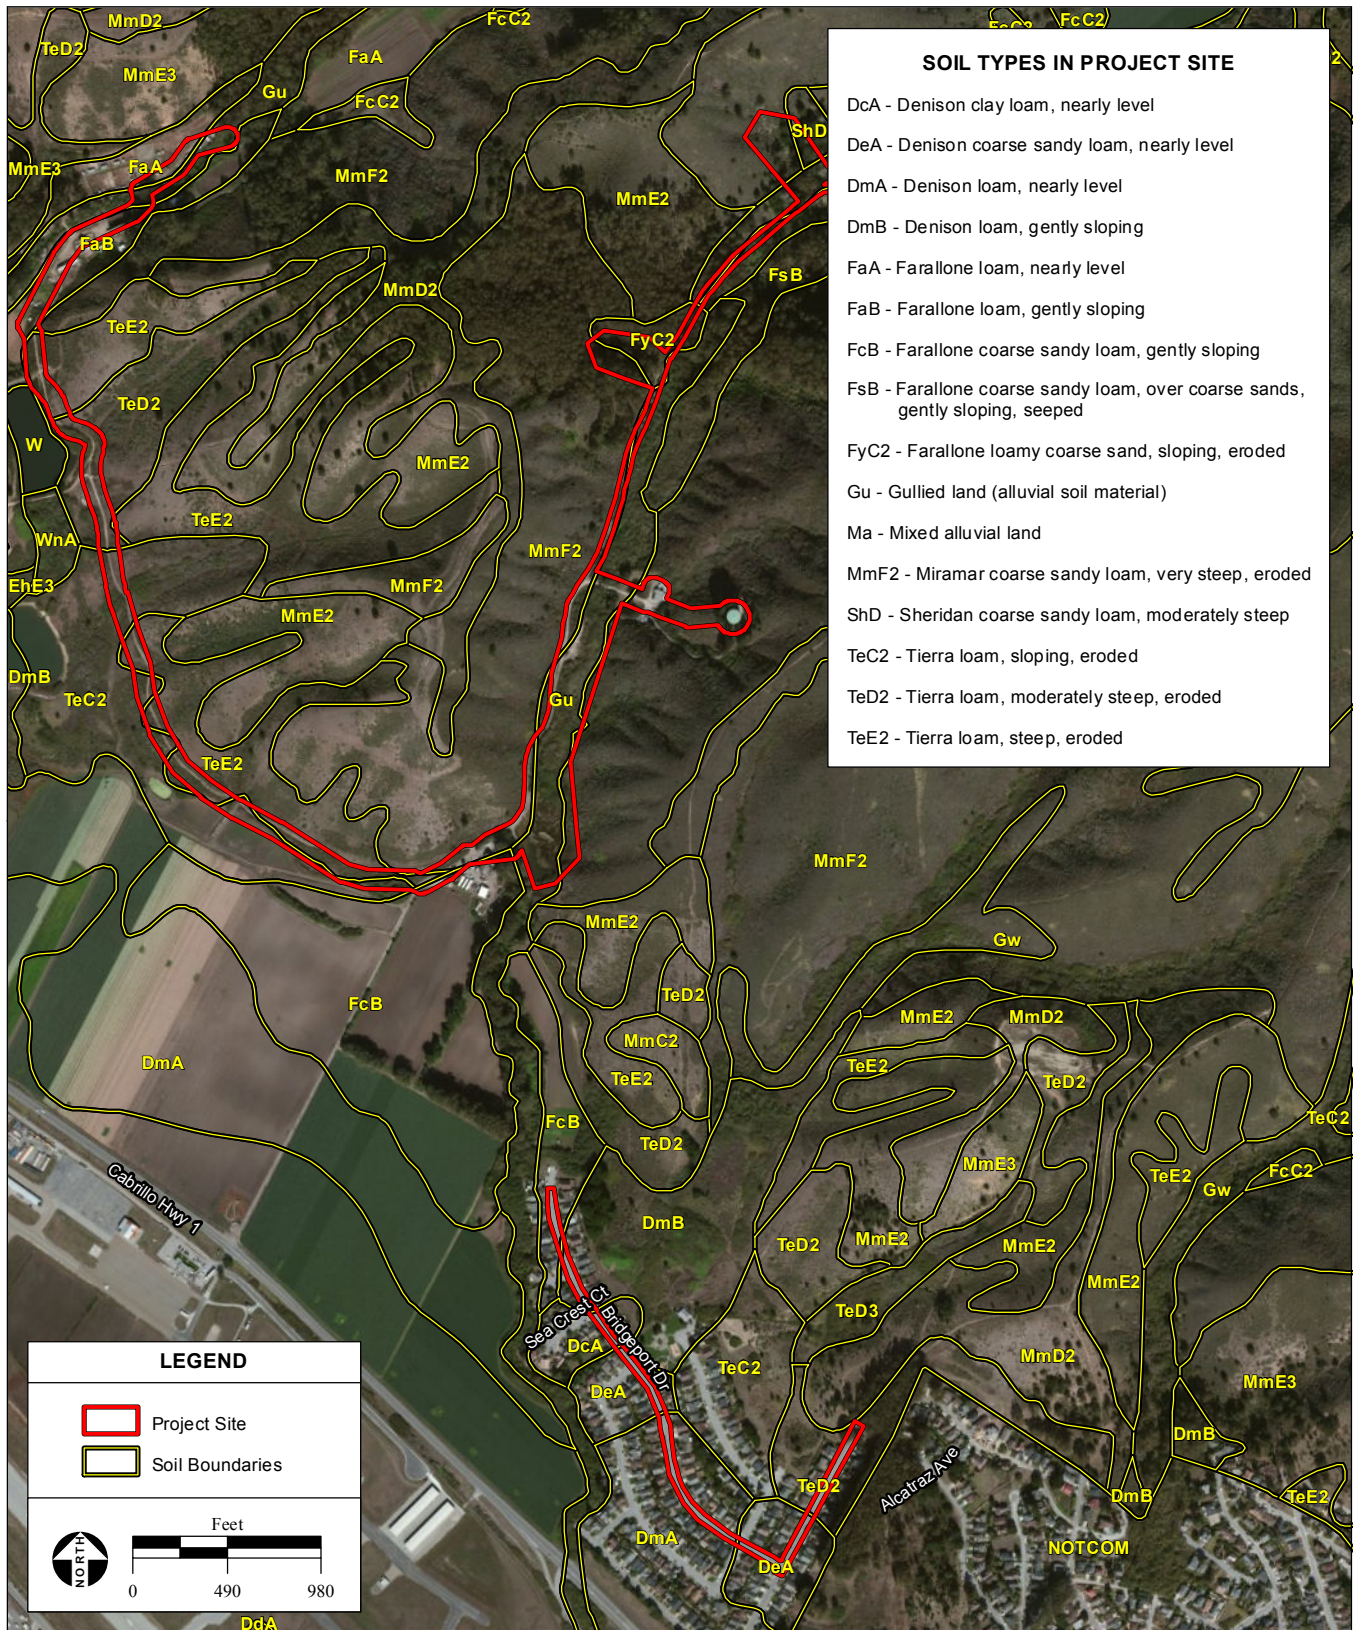 MmD2
FcC2
FcC2
FcC2
TeD2
FaA
MmE3
Gu
FcC2
2
ShD
MmE3
FaA
MmF2
MmE2
FaB
FsB
MmD2
TeE2
FyC2
TeD2
W
MmE2
TeE2
WnA
MmF2
EhE3
MmF2
MmE2
DmB
TeC2
Gu
TeE2
MmF2
MmE2
Gw
TeD2
FcB
MmE2
MmD2
MmC2
DmA
TeE2
TeE2
TeD2
FcB
TeD2
TeC2
MmE3
TeE2
FcC2
Gw
Cabrillo Hwy 1
DmB
TeD2
MmE2
MmE2
MmE2
TeD3
Sea Crest Ct
Bridgeport Dr
DcA
TeC2
MmD2
DeA
MmE3
DmB
Alcatraz Ave
TeD2
DmB
TeE2
DmA
NOTCOM
DeA
DdA
SOIL TYPES IN PROJECT SITE
DcA - Denison clay loam, nearly level
DeA - Denison coarse sandy loam, nearly level
DmA - Denison loam, nearly level
DmB - Denison loam, gently sloping
FaA - Farallone loam, nearly level
FaB - Farallone loam, gently sloping
FcB - Farallone coarse sandy loam, gently sloping
FsB - Farallone coarse sandy loam, over coarse sands,
gently sloping, seeped
FyC2 - Farallone loamy coarse sand, sloping, eroded
Gu - Gullied land (alluvial soil material)
Ma - Mixed alluvial land
MmF2 - Miramar coarse sandy loam, very steep, eroded
ShD - Sheridan coarse sandy loam, moderately steep
TeC2 - Tierra loam, sloping, eroded
TeD2 - Tierra loam, moderately steep, eroded
TeE2 - Tierra loam, steep, eroded
LEGEND
Project Site
Soil Boundaries
Feet
NORTH
0 490 980